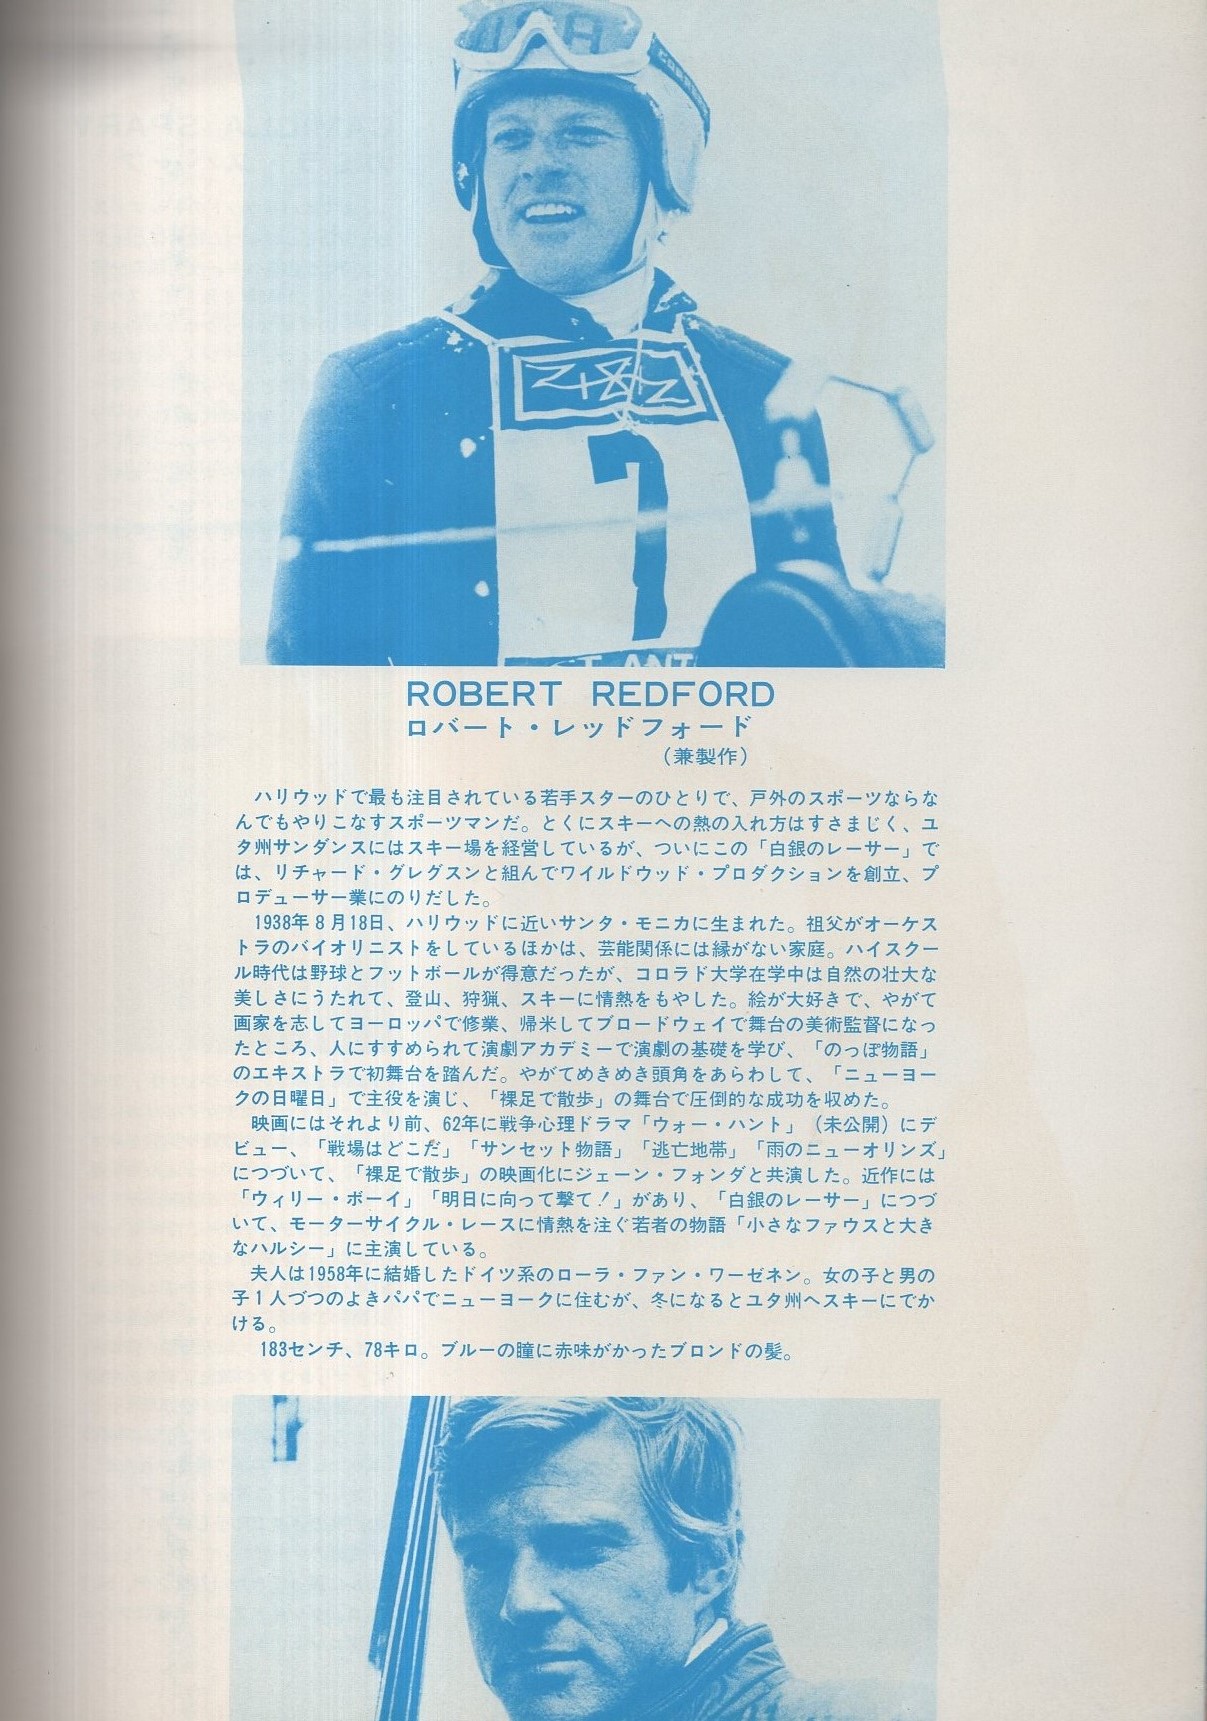 7
ROBERT REDFORD
ロバート・レッドフォード
(兼製作)
ハリウッドで最も注目されている若手スターのひとりで、戸外のスポーツならな
んでもやりこなすスポーツマンだ。とくにスキーへの熱の入れ方はすさまじく、ユ
タ州サンダンスにはスキー場を経営しているが、ついにこの「白銀のレーサー」で
は、リチャード・グレグスンと組んでワイルドウッド・プロダクションを創立、プ
ロデューサー業にのりだした。
1938年8月18日、ハリウッドに近いサンタ・モニカに生まれた。祖父がオーケス
トラのバイオリニストをしているほかは、芸能関係には縁がない家庭。ハイスクー
ル時代は野球とフットボールが得意だったが、コロラド大学在学中は自然の壮大な
美しさにうたれて、登山、狩猟、スキーに情熱をもやした。絵が大好きで、やがて
画家を志してヨーロッパで修業、帰米してブロードウェイで舞台の美術監督になっ
たところ、人にすすめられて演劇アカデミーで演劇の基礎を学び、「のっぽ物語」
のエキストラで初舞台を踏んだ。やがてめきめき頭角をあらわして、「ニューヨー
クの日曜日」で主役を演じ、「裸足で散歩」の舞台で圧倒的な成功を収めた。
映画にはそれより前、62年に戦争心理ドラマ「ウォー・ハント」(未公開)にデ
ビュー、「戦場はどこだ」「サンセット物語」「逃亡地帯」「雨のニューオリンズ」
につづいて、「裸足で散歩」の映画化にジェーン・フォンダと共演した。近作には
「ウィリー・ボーイ」「明日に向って撃て!」があり、「白銀のレーサー」につづ
いて、モーターサイクル・レースに情熱を注ぐ若者の物語「小さなファウスと大き
なハルシー」に主演している。
夫人は1958年に結婚したドイツ系のローラ・ファン・ワーゼネン。女の子と男の
子1人づつのよきパパでニューヨークに住むが、冬になるとユタ州へスキーにでか
ける。
183センチ、78キロ。ブルーの瞳に赤味がかったブロンドの髪。